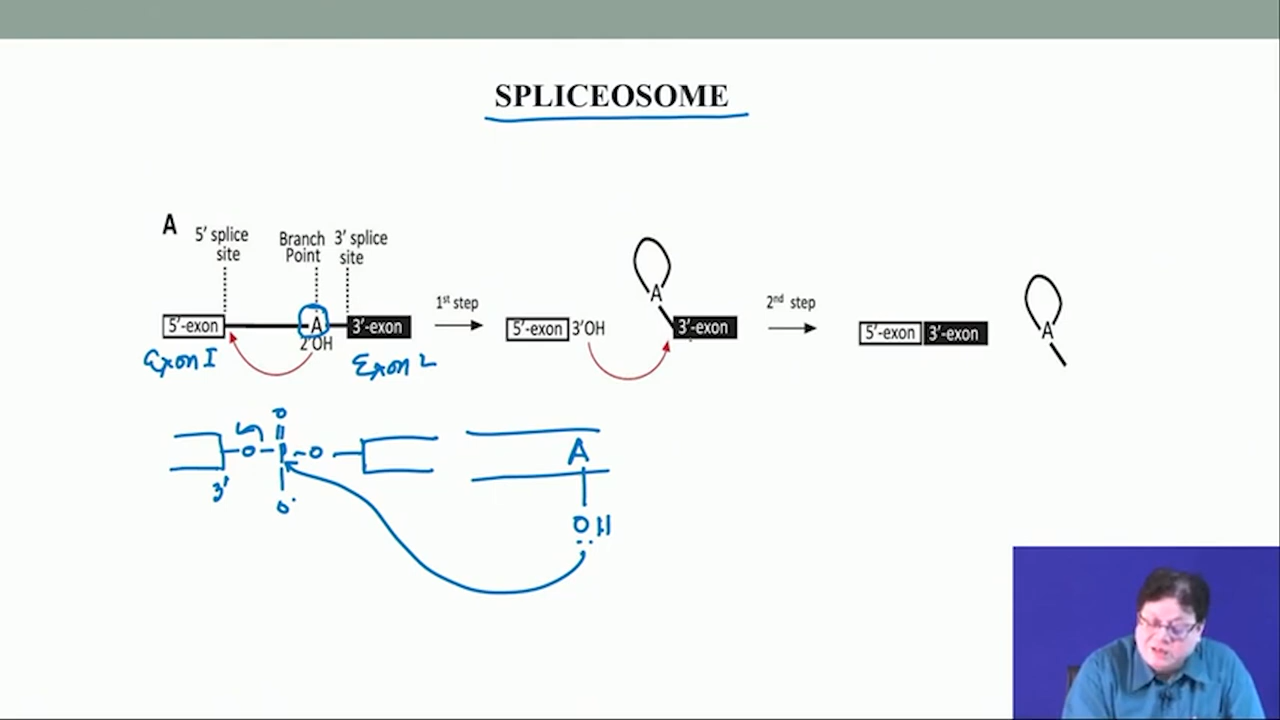 SPLICEOSOME
A
5' splice site
Branch Point
3' splice site
5'-exon
A
2'OH
3'-exon
Exon I
Exon 2
1st step
5'-exon
3'OH
A
3'-exon
2nd step
5'-exon
3'-exon
A
O
O P O
O
3'
A
OH